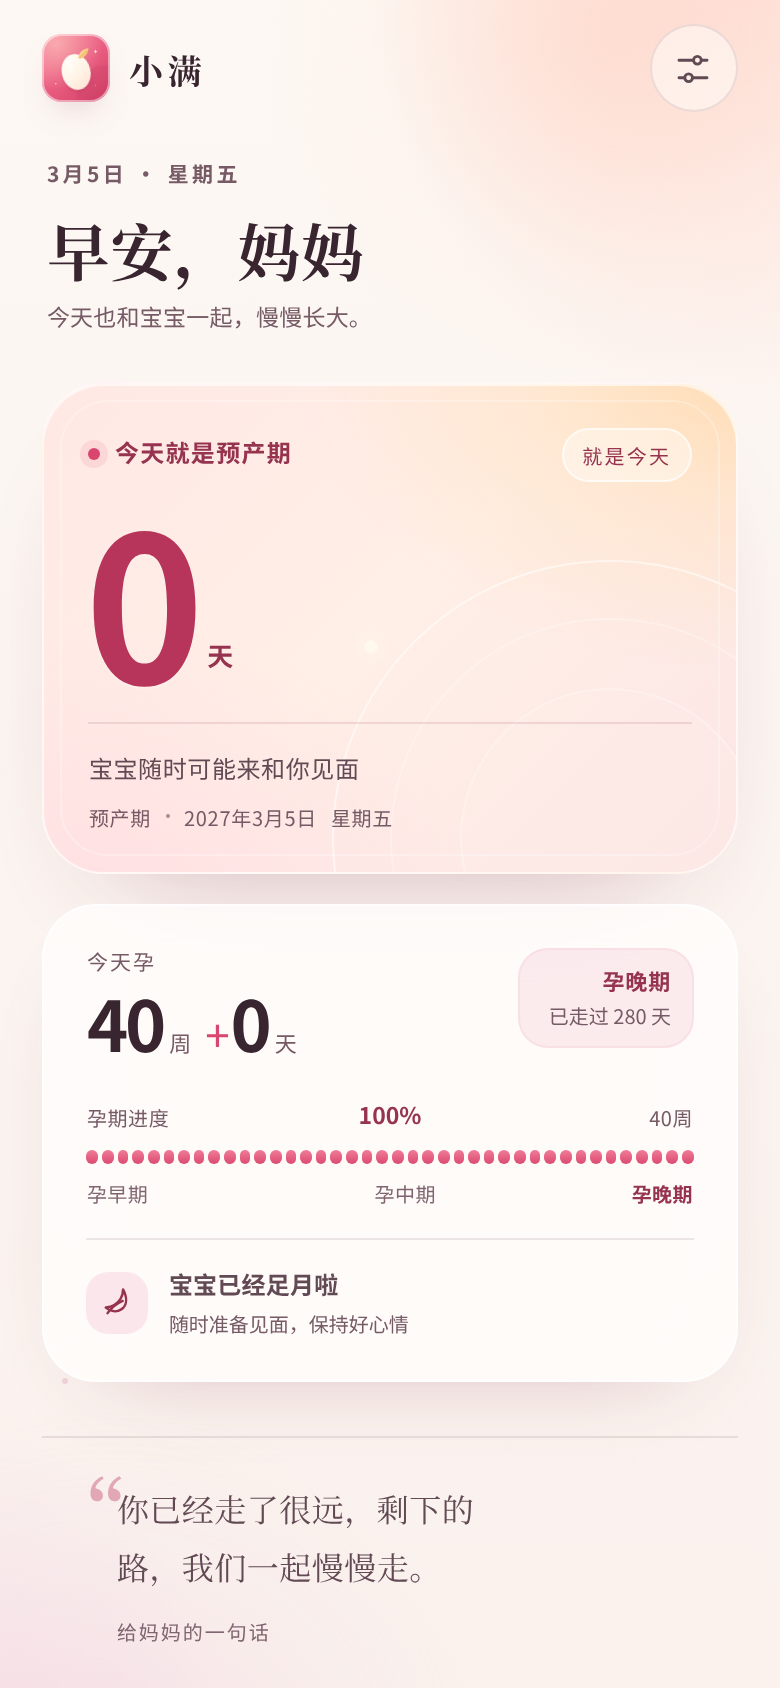 小满
3月5日 · 星期五
早安，妈妈
今天也和宝宝一起，慢慢长大。
今天就是预产期
就是今天
0 天
宝宝随时可能来和你见面
预产期 · 2027年3月5日 星期五
今天孕
40 周 +0 天
孕晚期
已走过 280 天
孕期进度 100% 40周
孕早期 孕中期 孕晚期
宝宝已经足月啦
随时准备见面，保持好心情
“你已经走了很远，剩下的
路，我们一起慢慢走。
给妈妈的一句话